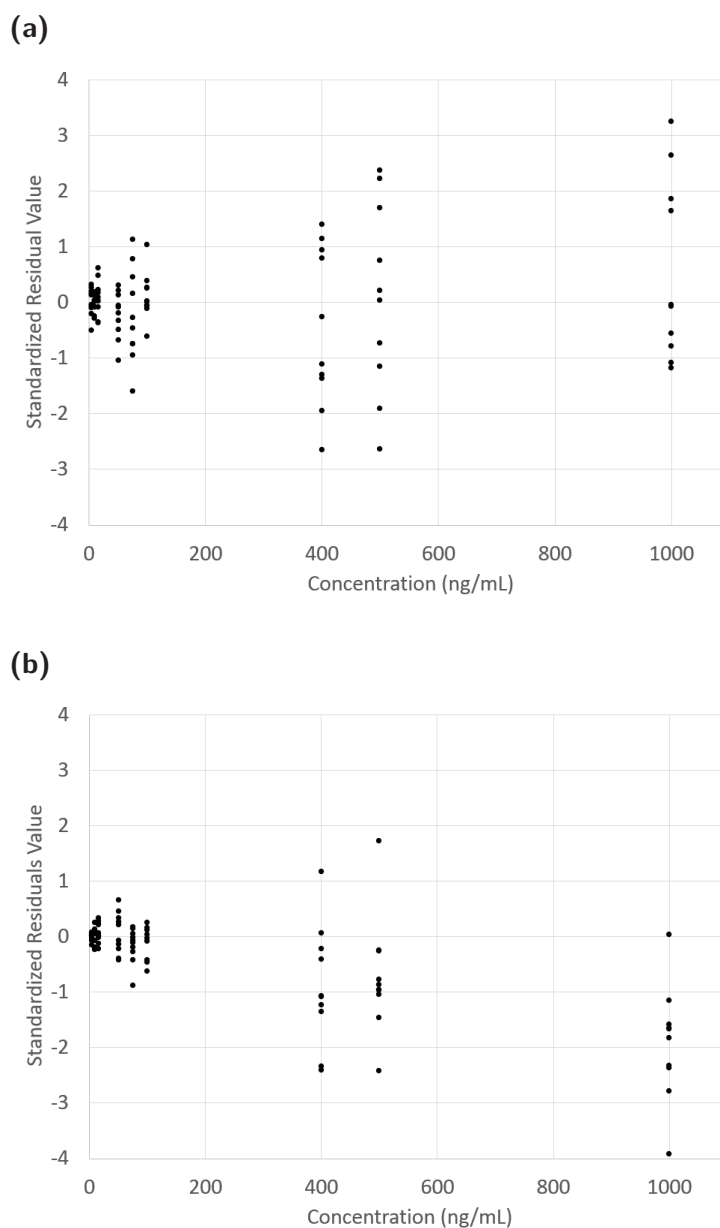 (a)
4
3
2
1
0
-1
-2
-3
-4
Standardized Residual Value
0 200 400 600 800 1000
Concentration (ng/mL)
(b)
4
3
2
1
0
-1
-2
-3
-4
Standardized Residuals Value
0 200 400 600 800 1000
Concentration (ng/mL)